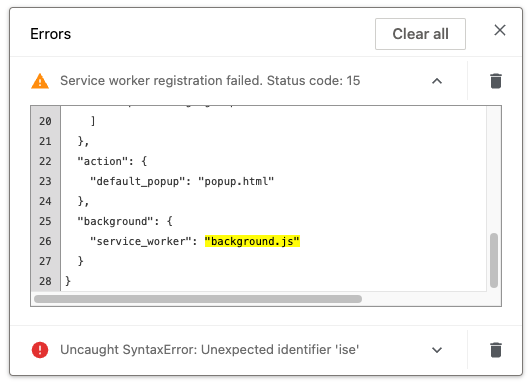 Errors
Clear all
Service worker registration failed. Status code: 15
20 ]
21 },
22 "action": {
23 "default_popup": "popup.html"
24 },
25 "background": {
26 "service_worker": "background.js"
27 }
28 }
Uncaught SyntaxError: Unexpected identifier 'ise'